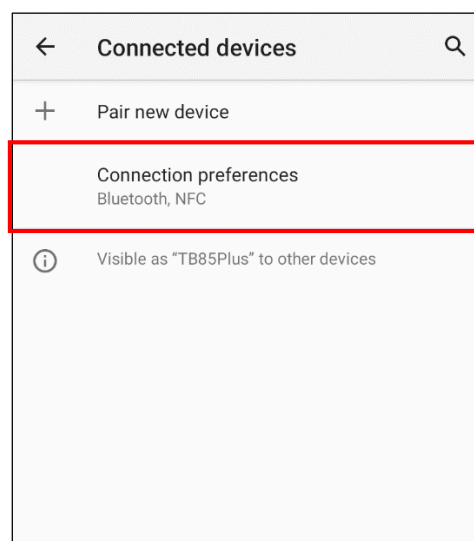 Connected devices
Pair new device
Connection preferences
Bluetooth, NFC
Visible as “TB85Plus” to other devices